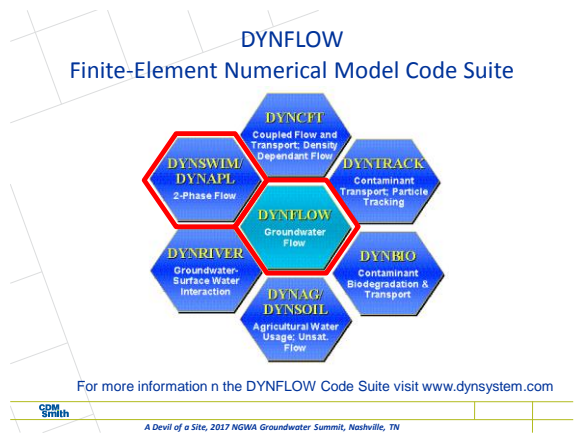 DYNFLOW
Finite-Element Numerical Model Code Suite
DYNCFT
Coupled Flow and
Transport; Density
Dependant Flow
DYNSWIM/
DYNAPL
2-Phase Flow
DYNTRACK
Contaminant
Transport; Particle
Tracking
DYNFLOW
Groundwater
Flow
DYNRIVER
Groundwater-
Surface Water
Interaction
DYNBIO
Contaminant
Biodegradation &
Transport
DYNAG/
DYNSOIL
Agricultural Water
Usage; Unsat.
Flow
For more information n the DYNFLOW Code Suite visit www.dynsystem.com
CDM
Smith
A Devil of a Site, 2017 NGWA Groundwater Summit, Nashville, TN